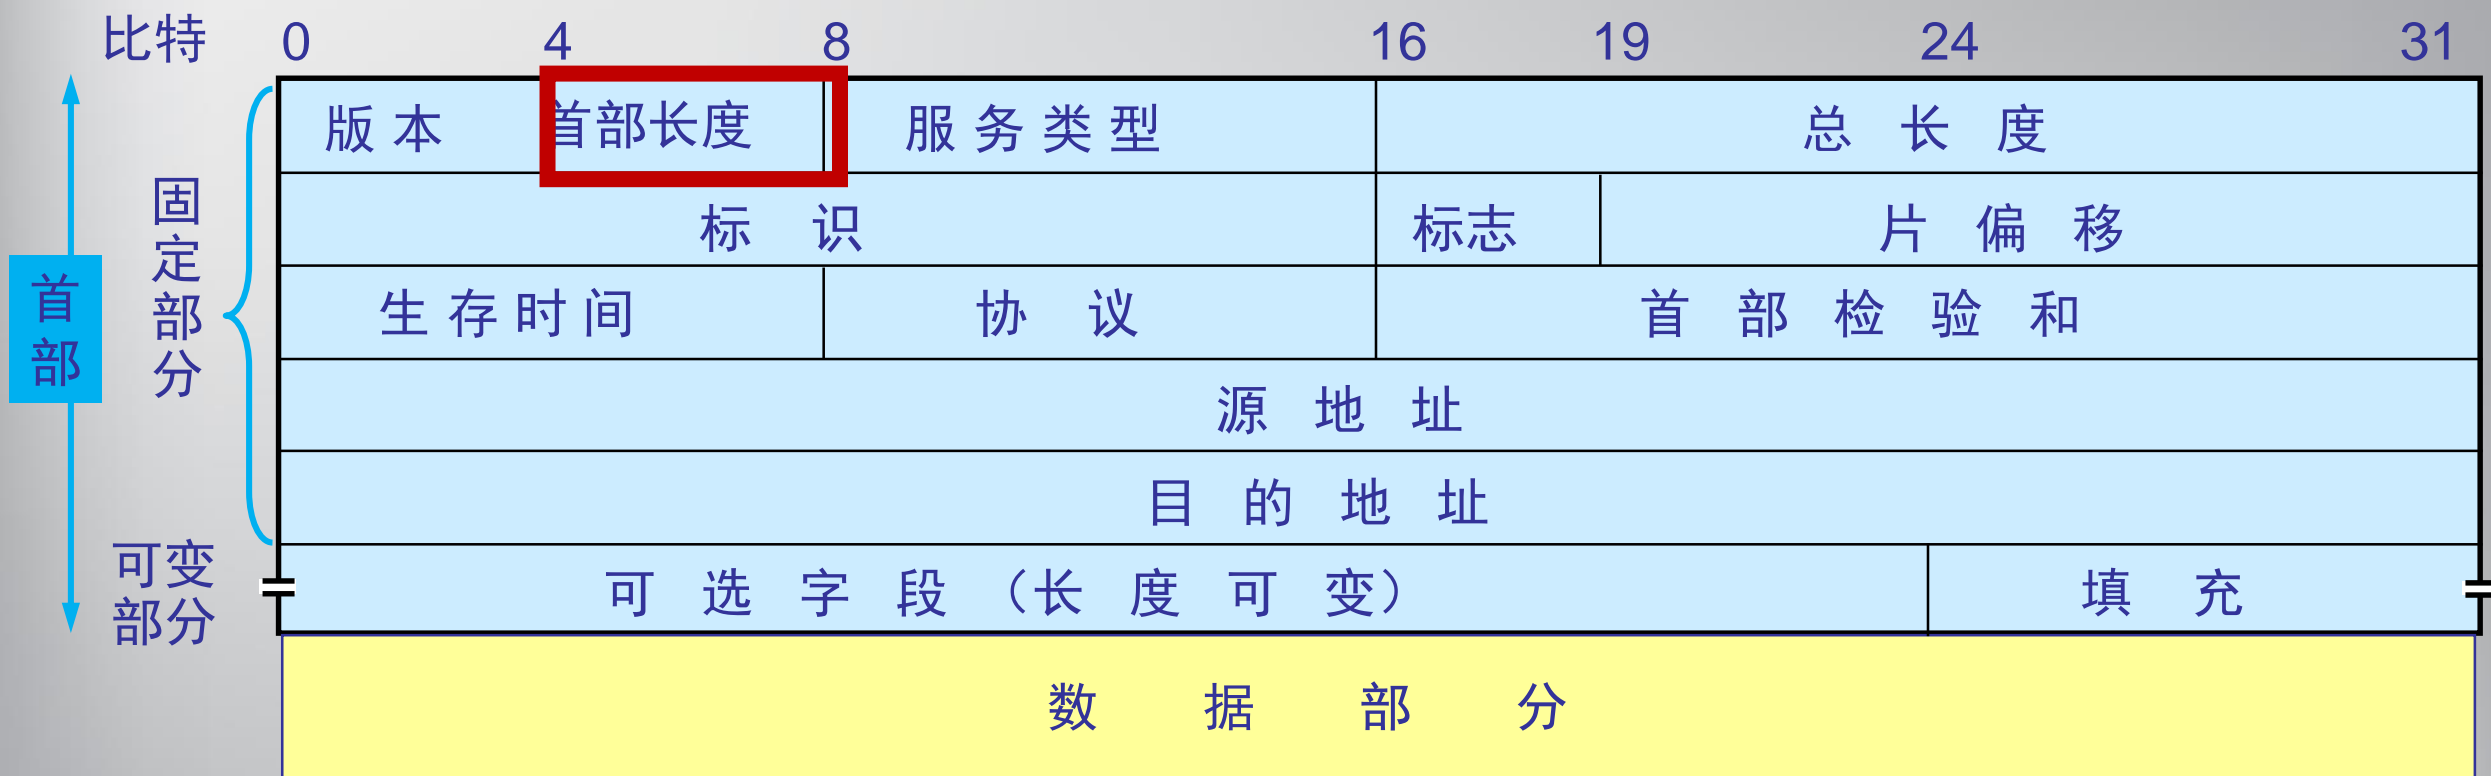 比特 0 4 8 16 19 24 31
版本 首部长度 服务类型 总长度
标识 标志 片偏移
生存时间 协议 首部检验和
源地址
目的地址
可选字段（长度可变） 填充
数据部分
首部
固定部分
可变
部分